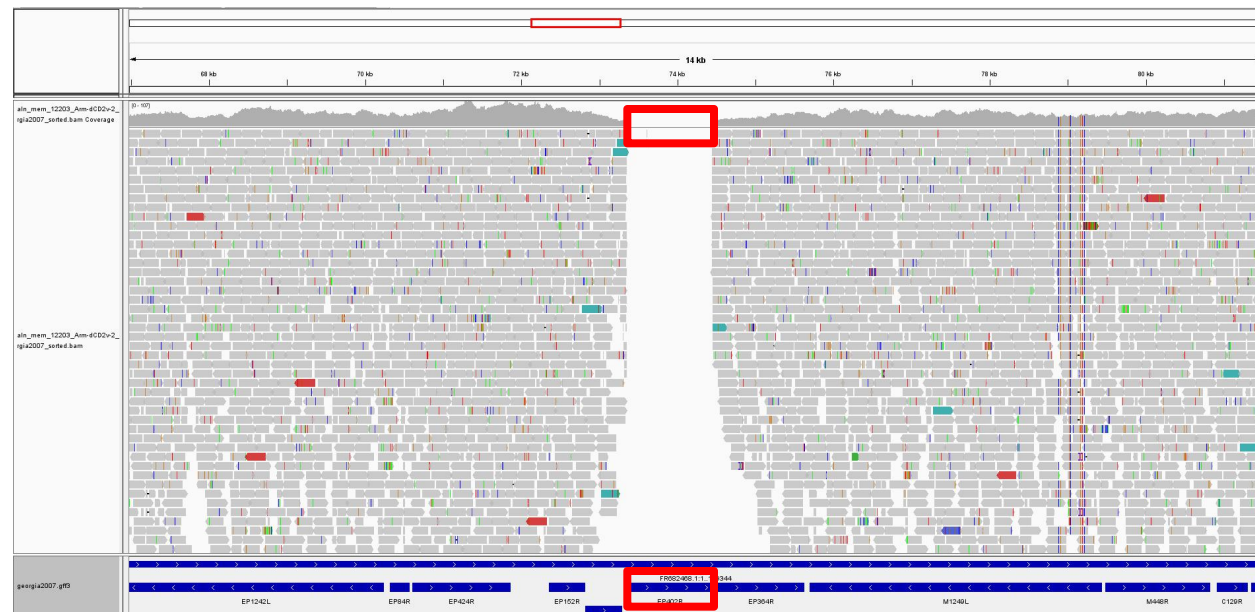 14 kb
68 kb 70 kb 72 kb 74 kb 76 kb 78 kb 80 kb
aln_mem_12203_Arm-dCD2v-2_
rgia2007_sorted.bam Coverage
[0 - 107]
aln_mem_12203_Arm-dCD2v-2_
rgia2007_sorted.bam
georgia2007.gff3
EP1242L EP84R EP424R EP152R EP402R EP364R M1249L M448R C129R